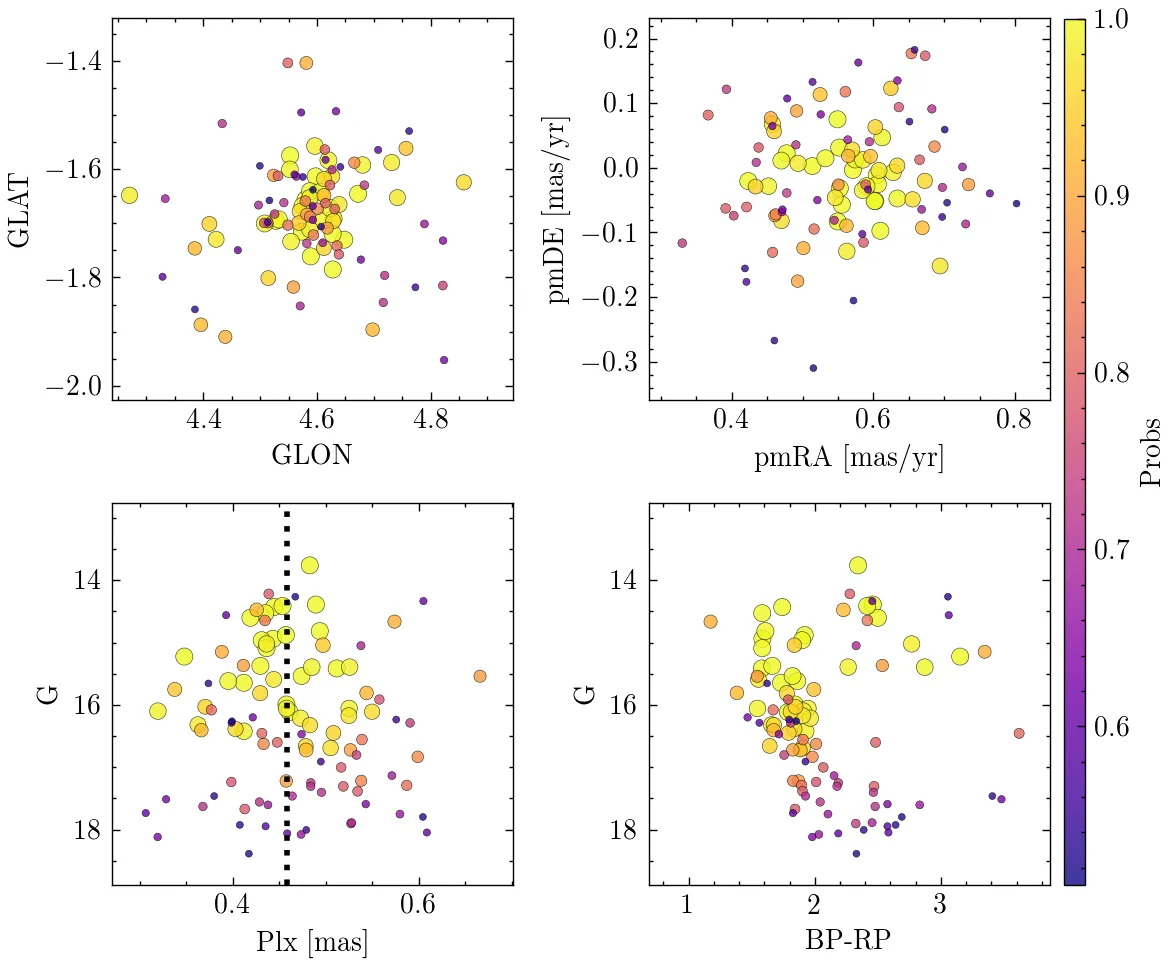 −1.4
−1.6
−1.8
−2.0
GLAT
4.4 4.6 4.8
GLON
0.2
0.1
0.0
−0.1
−0.2
−0.3
pmDE [mas/yr]
0.4 0.6 0.8
pmRA [mas/yr]
14
16
18
G
0.4 0.6
Plx [mas]
14
16
18
G
1 2 3
BP-RP
1.0
0.9
0.8
0.7
0.6
Probs